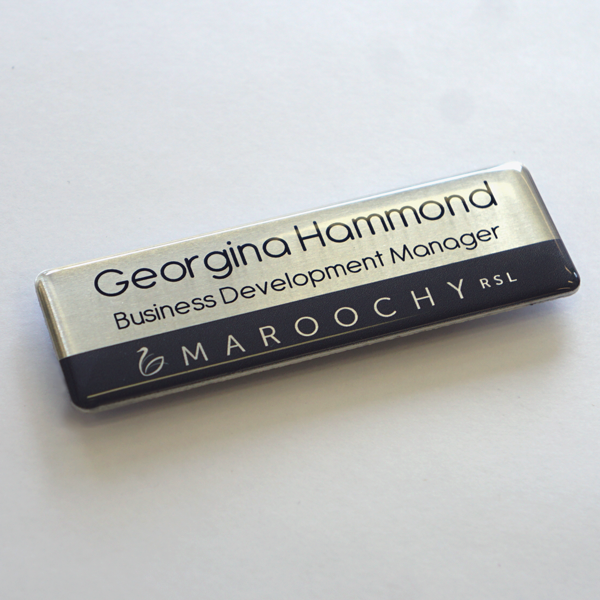 Georgina Hammond
Business Development Manager
MAROOCHY RSL